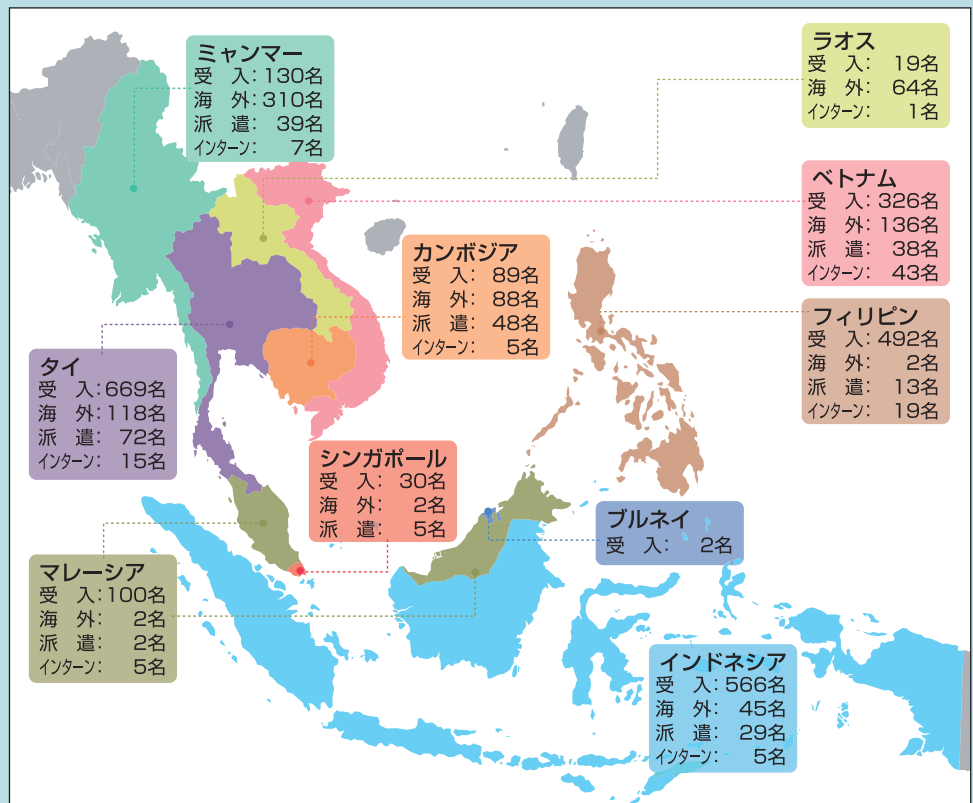 ミャンマー
受 入：130名
海 外：310名
派 遣： 39名
インターン： 7名
ラオス
受 入： 19名
海 外： 64名
インターン： 1名
ベトナム
受 入：326名
海 外：136名
派 遣： 38名
インターン： 43名
カンボジア
受 入： 89名
海 外： 88名
派 遣： 48名
インターン： 5名
フィリピン
受 入：492名
海 外： 2名
派 遣： 13名
インターン： 19名
タイ
受 入：669名
海 外：118名
派 遣： 72名
インターン： 15名
シンガポール
受 入： 30名
海 外： 2名
派 遣： 5名
ブルネイ
受 入： 2名
マレーシア
受 入：100名
海 外： 2名
派 遣： 2名
インターン： 5名
インドネシア
受 入：566名
海 外： 45名
派 遣： 29名
インターン： 5名